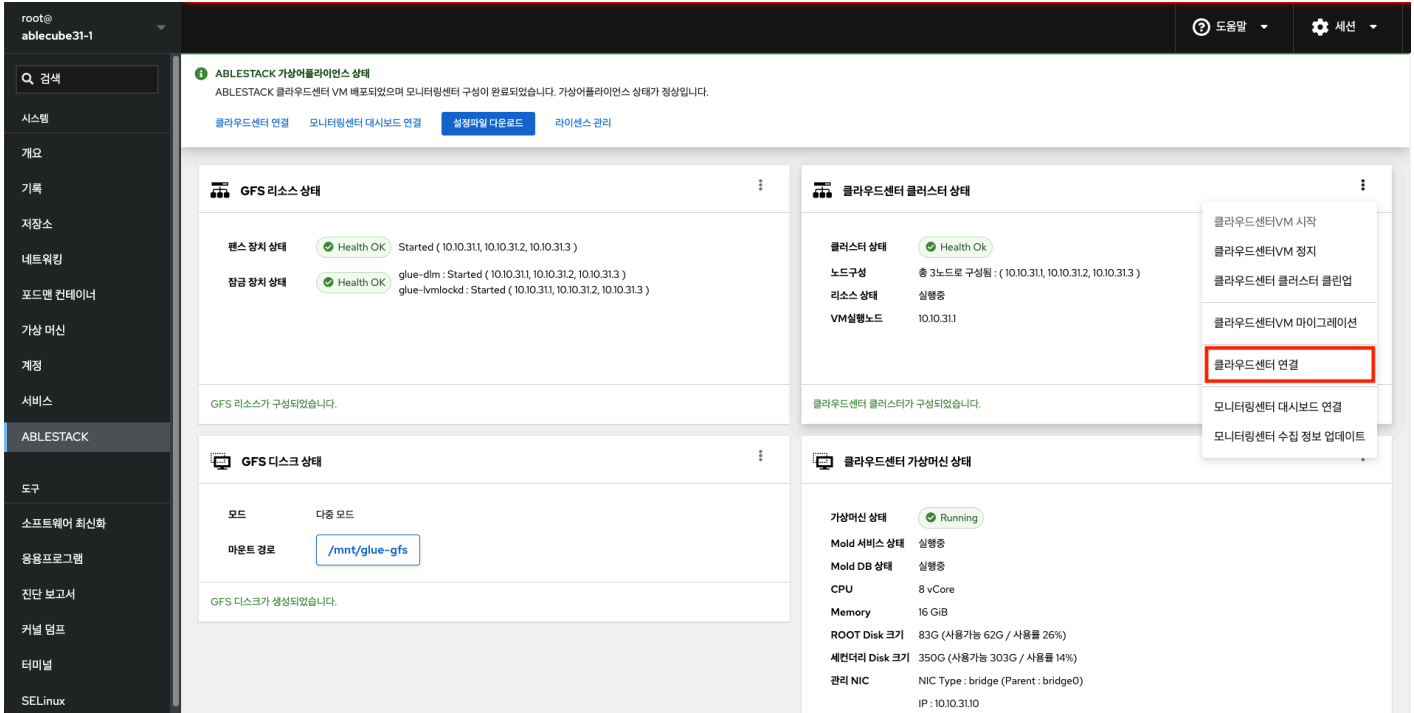 root@
ablecube31-1
도움말
세션
검색
시스템
개요
기록
저장소
네트워킹
포드맨 컨테이너
가상 머신
계정
서비스
ABLESTACK
도구
소프트웨어 최신화
응용프로그램
진단 보고서
커널 덤프
터미널
SELinux
ABLESTACK 가상어플라이언스 상태
ABLESTACK 클라우드센터 VM 배포되었으며 모니터링센터 구성이 완료되었습니다. 가상어플라이언스 상태가 정상입니다.
클라우드센터 연결 모니터링센터 대시보드 연결 설정파일 다운로드 라이센스 관리
GFS 리소스 상태
펜스 장치 상태 Health OK Started ( 10.10.31.1, 10.10.31.2, 10.10.31.3 )
잠금 장치 상태 Health OK glue-dlm : Started ( 10.10.31.1, 10.10.31.2, 10.10.31.3 )
glue-lvmlockd : Started ( 10.10.31.1, 10.10.31.2, 10.10.31.3 )
GFS 리소스가 구성되었습니다.
클라우드센터 클러스터 상태
클러스터 상태 Health Ok
노드구성 총 3노드로 구성됨 : ( 10.10.31.1, 10.10.31.2, 10.10.31.3 )
리소스 상태 실행중
VM실행노드 10.10.31.1
클라우드센터 클러스터가 구성되었습니다.
클라우드센터VM 시작
클라우드센터VM 정지
클라우드센터 클러스터 클린업
클라우드센터VM 마이그레이션
클라우드센터 연결
모니터링센터 대시보드 연결
모니터링센터 수집 정보 업데이트
GFS 디스크 상태
모드 다중 모드
마운트 경로 /mnt/glue-gfs
GFS 디스크가 생성되었습니다.
클라우드센터 가상머신 상태
가상머신 상태 Running
Mold 서비스 상태 실행중
Mold DB 상태 실행중
CPU 8 vCore
Memory 16 GiB
ROOT Disk 크기 83G (사용가능 62G / 사용률 26%)
세컨더리 Disk 크기 350G (사용가능 303G / 사용률 14%)
관리 NIC NIC Type : bridge (Parent : bridge0)
IP : 10.10.31.10